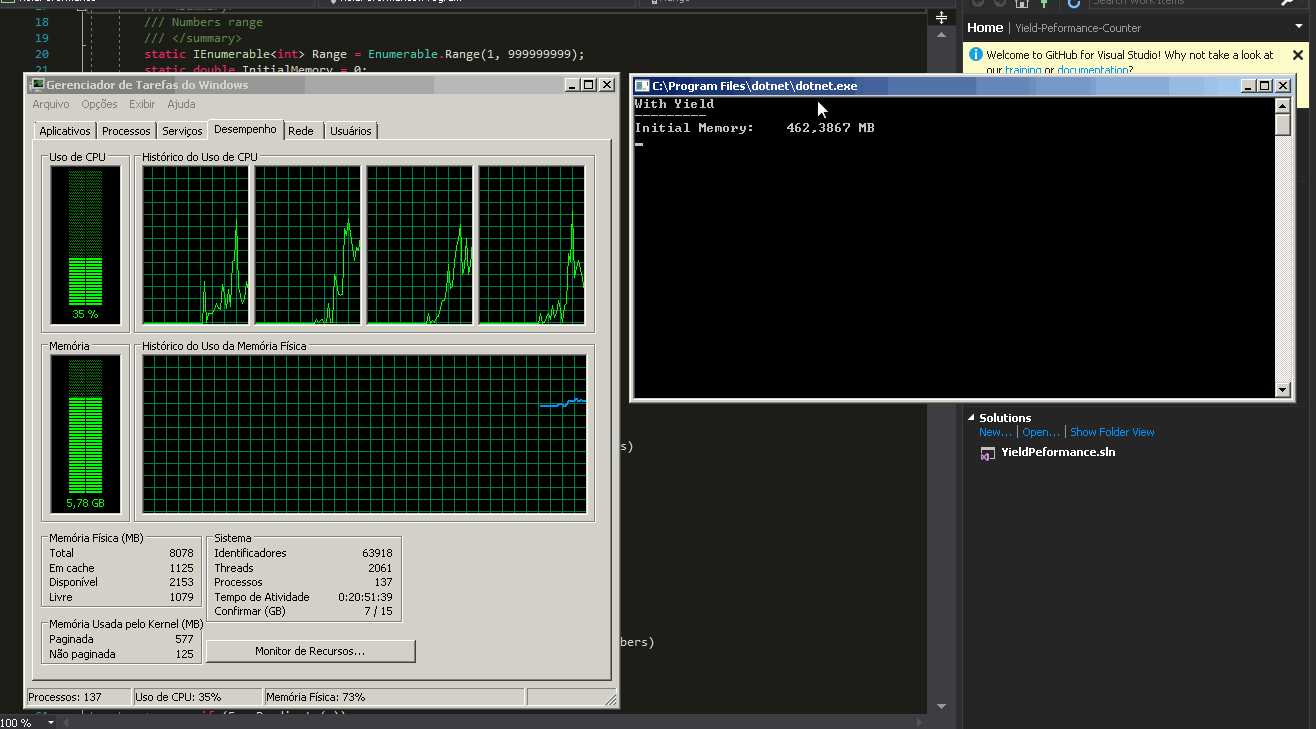 18 /// Numbers range
19 /// </summary>
20 static IEnumerable<int> Range = Enumerable.Range(1, 999999999);
21 static double InitialMemory = 0;
Search Work Items
Home | Yield-Peformance-Counter
Welcome to GitHub for Visual Studio! Why not take a look at
our training or documentation?
Gerenciador de Tarefas do Windows
Arquivo Opções Exibir Ajuda
Aplicativos Processos Serviços Desempenho Rede Usuários
Uso de CPU
35 %
Histórico do Uso de CPU
Memória
5,78 GB
Histórico do Uso da Memória Física
Memória Física (MB)
Total 8078
Em cache 1125
Disponível 2153
Livre 1079
Sistema
Identificadores 63918
Threads 2061
Processos 137
Tempo de Atividade 0:20:51:39
Confirmar (GB) 7 / 15
Memória Usada pelo Kernel (MB)
Paginada 577
Não paginada 125
Monitor de Recursos...
Processos: 137 Uso de CPU: 35% Memória Física: 73%
C:\Program Files\dotnet\dotnet.exe
With Yield
---------
Initial Memory: 462,3867 MB
s)
bers)
Solutions
New... | Open... | Show Folder View
YieldPeformance.sln
100 %